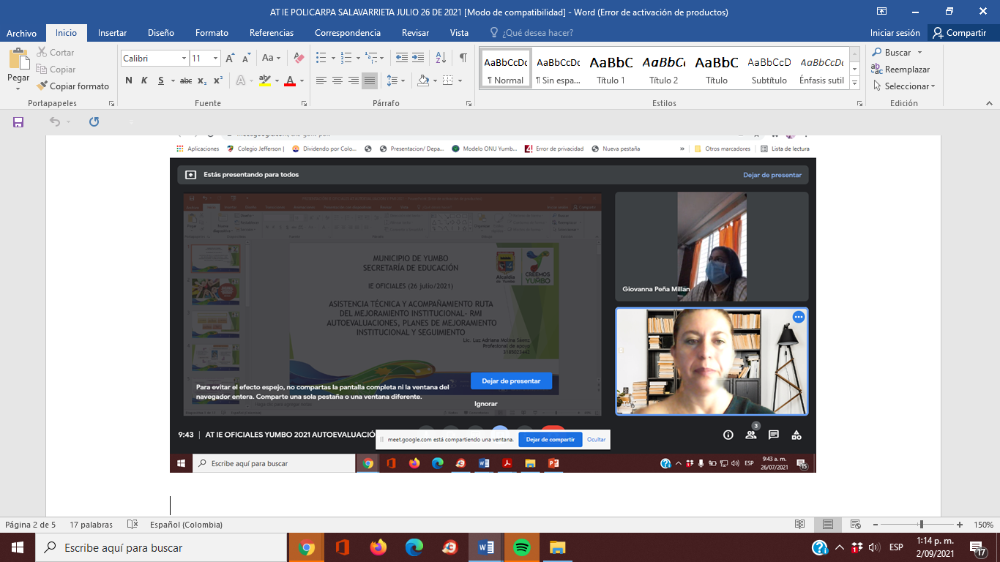 AT IE POLICARPA SALAVARRIETA JULIO 26 DE 2021 [Modo de compatibilidad] - Word (Error de activación de productos)
Archivo Inicio Insertar Diseño Formato Referencias Correspondencia Revisar Vista ¿Qué desea hacer? Iniciar sesión Compartir
Pegar
Cortar
Copiar
Copiar formato
Portapapeles
Calibri 11
N K S abc x₂ x²
Fuente
Párrafo
AaBbCcDc AaBbCcDc AaBbC AaBbCc AaBbC AaBbCcD AaBbCcDc
¶ Normal ¶ Sin espa... Título 1 Título 2 Título Subtítulo Énfasis sutil
Estilos
Buscar
Reemplazar
Seleccionar
Edición
Aplicaciones Colegio Jefferson | Dividendo por Colo... Presentacion/ Depa... Modelo ONU Yumb... Error de privacidad Nueva pestaña » Otros marcadores Lista de lectura
Estás presentando para todos Dejar de presentar
MUNICIPIO DE YUMBO
SECRETARÍA DE EDUCACIÓN
Alcaldía
de Yumbo
CREEMOS
YUMBO
IE OFICIALES (26 julio/2021)
ASISTENCIA TÉCNICA Y ACOMPAÑAMIENTO RUTA
DEL MEJORAMIENTO INSTITUCIONAL- RMI
AUTOEVALUACIONES, PLANES DE MEJORAMIENTO
INSTITUCIONAL Y SEGUIMIENTO
Lic. Luz Adriana Molina Sáenz
Profesional de apoyo
Giovanna Peña Millan
Para evitar el efecto espejo, no compartas la pantalla completa ni la ventana del
navegador entera. Comparte una sola pestaña o una ventana diferente.
Dejar de presentar
Ignorar
9:43 | AT IE OFICIALES YUMBO 2021 AUTOEVALUACIÓ
meet.google.com está compartiendo una ventana. Dejar de compartir Ocultar
3
Escribe aquí para buscar
ESP
9:43 a. m.
26/07/2021
15
Página 2 de 5 17 palabras Español (Colombia) 150%
Escribe aquí para buscar
ESP
1:14 p. m.
2/09/2021
17